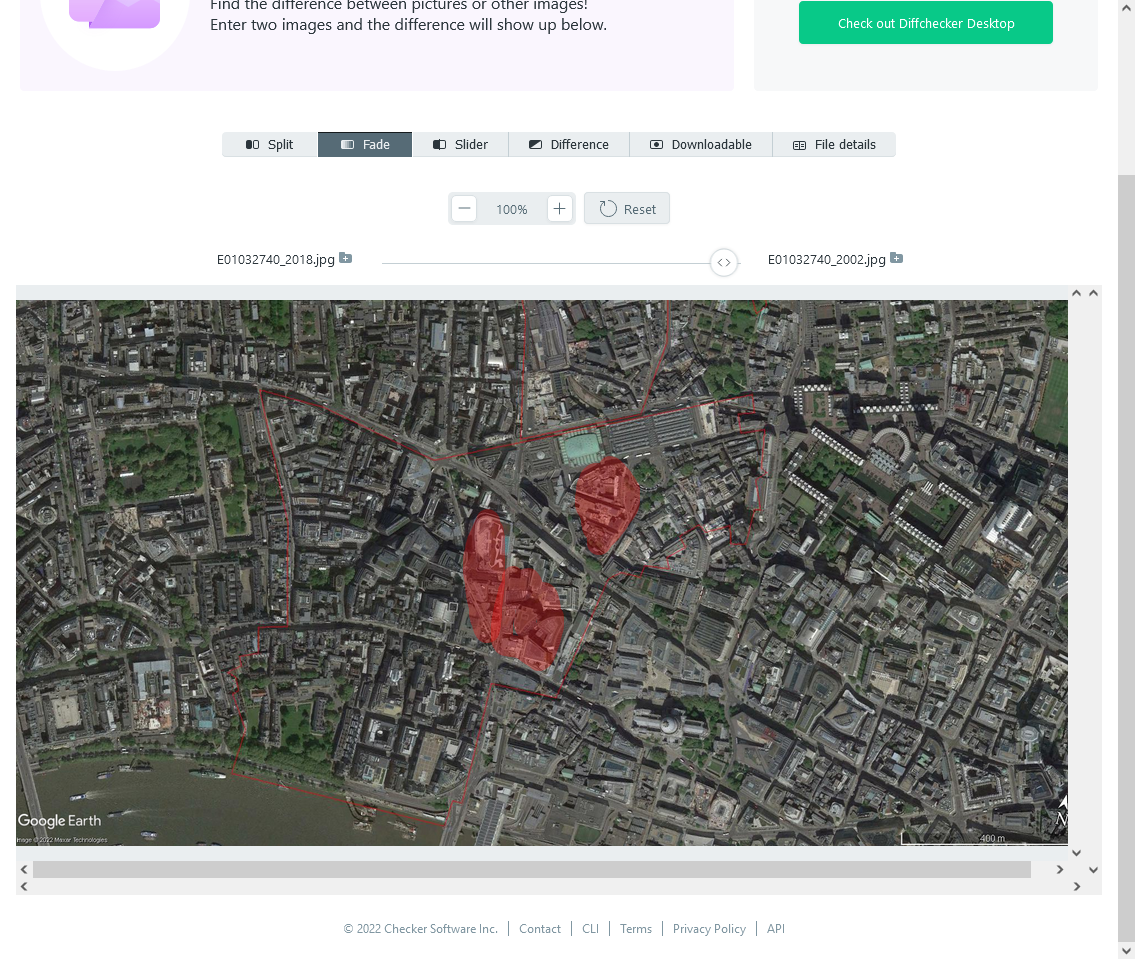 Find the difference between pictures or other images!
Enter two images and the difference will show up below.
Check out Diffchecker Desktop
Split
Fade
Slider
Difference
Downloadable
File details
100%
Reset
E01032740_2018.jpg
E01032740_2002.jpg
Google Earth
Image © 2022 Maxar Technologies
400 m
N
© 2022 Checker Software Inc.
Contact
CLI
Terms
Privacy Policy
API